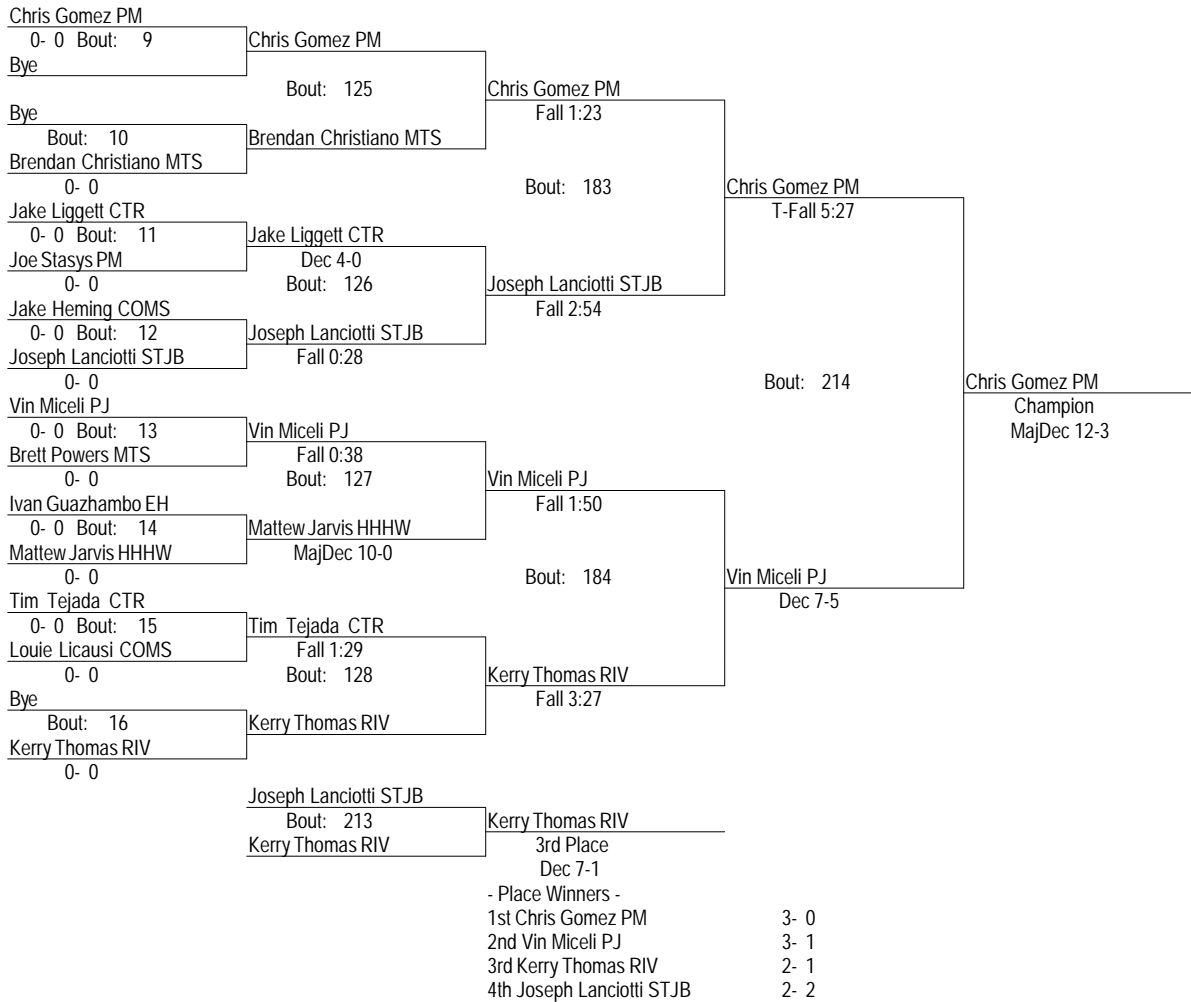 Chris Gomez PM
0- 0 Bout: 9
Chris Gomez PM
Bye
Bout: 125
Chris Gomez PM
Bye
Fall 1:23
Bout: 10
Brendan Christiano MTS
Brendan Christiano MTS
0- 0
Bout: 183
Chris Gomez PM
Jake Liggett CTR
T-Fall 5:27
0- 0 Bout: 11
Jake Liggett CTR
Joe Stasys PM
Dec 4-0
0- 0
Bout: 126
Joseph Lanciotti STJB
Jake Heming COMS
Fall 2:54
0- 0 Bout: 12
Joseph Lanciotti STJB
Joseph Lanciotti STJB
Fall 0:28
0- 0
Bout: 214
Chris Gomez PM
Vin Miceli PJ
Champion
0- 0 Bout: 13
Vin Miceli PJ
MajDec 12-3
Brett Powers MTS
Fall 0:38
0- 0
Bout: 127
Vin Miceli PJ
Ivan Guazhambo EH
Fall 1:50
0- 0 Bout: 14
Mattew Jarvis HHHW
Mattew Jarvis HHHW
MajDec 10-0
0- 0
Bout: 184
Vin Miceli PJ
Tim Tejada CTR
Dec 7-5
0- 0 Bout: 15
Tim Tejada CTR
Louie Licausi COMS
Fall 1:29
0- 0
Bout: 128
Kerry Thomas RIV
Bye
Fall 3:27
Bout: 16
Kerry Thomas RIV
Kerry Thomas RIV
0- 0
Joseph Lanciotti STJB
Bout: 213
Kerry Thomas RIV
Kerry Thomas RIV
3rd Place
Dec 7-1
- Place Winners -
1st Chris Gomez PM 3- 0
2nd Vin Miceli PJ 3- 1
3rd Kerry Thomas RIV 2- 1
4th Joseph Lanciotti STJB 2- 2